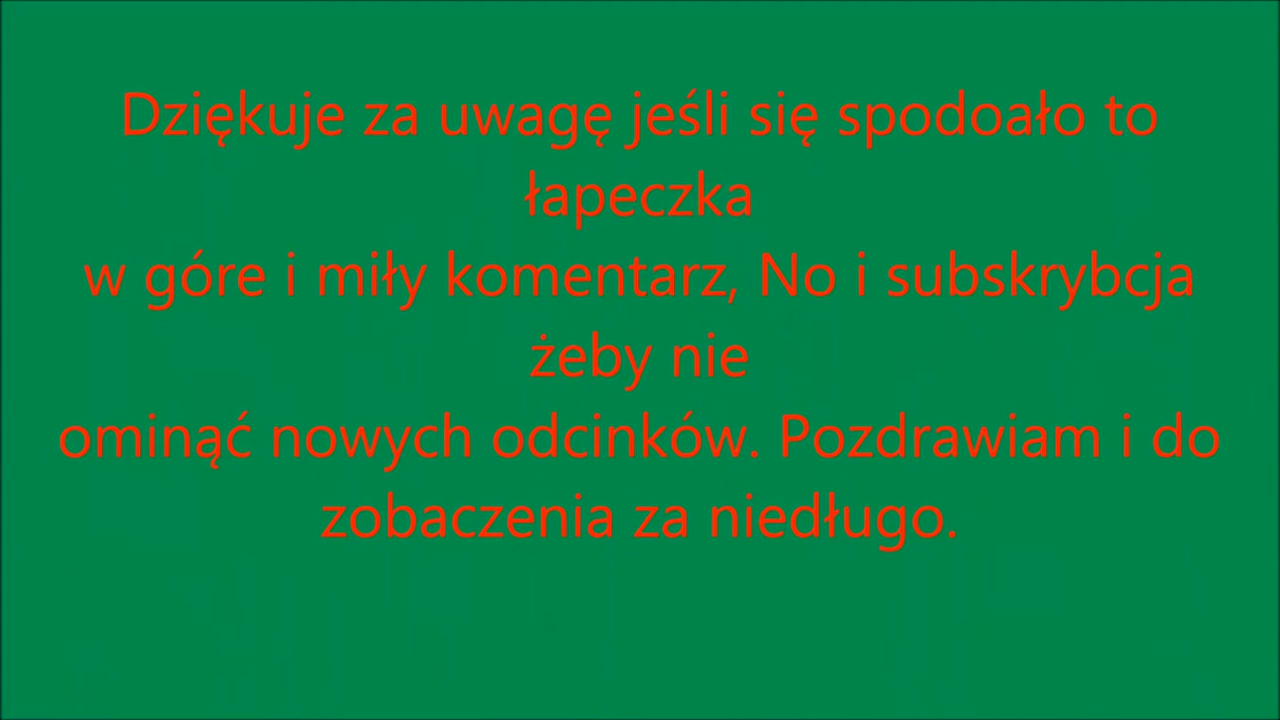 Dziękuje za uwagę jeśli się spodoało to
łapeczka
w góre i miły komentarz, No i subskrybcja
żeby nie
ominąć nowych odcinków. Pozdrawiam i do
zobaczenia za niedługo.